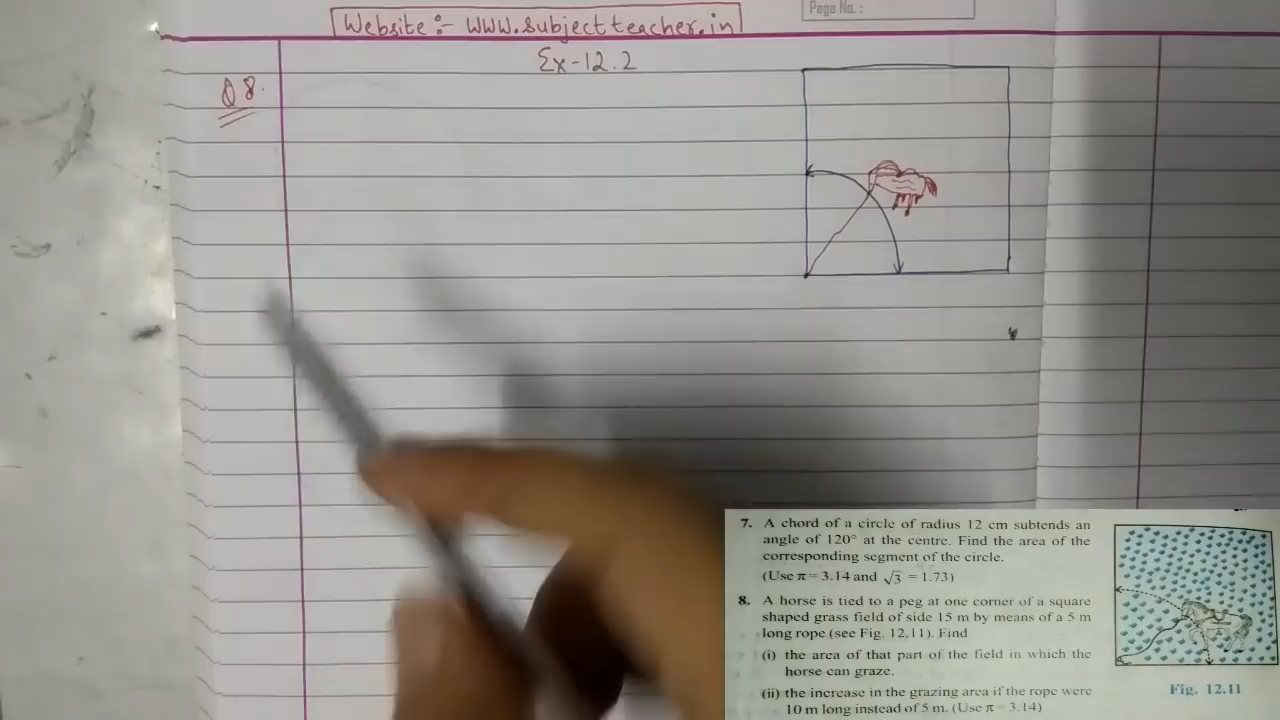 Page No. :
Website :- www.subjectteacher.in
Ex-12.2
Q8.
7. A chord of a circle of radius 12 cm subtends an
angle of 120° at the centre. Find the area of the
corresponding segment of the circle.
(Use π = 3.14 and √3 = 1.73)
8. A horse is tied to a peg at one corner of a square
shaped grass field of side 15 m by means of a 5 m
long rope (see Fig. 12.11). Find
(i) the area of that part of the field in which the
horse can graze.
(ii) the increase in the grazing area if the rope were
10 m long instead of 5 m. (Use π = 3.14)
Fig. 12.11